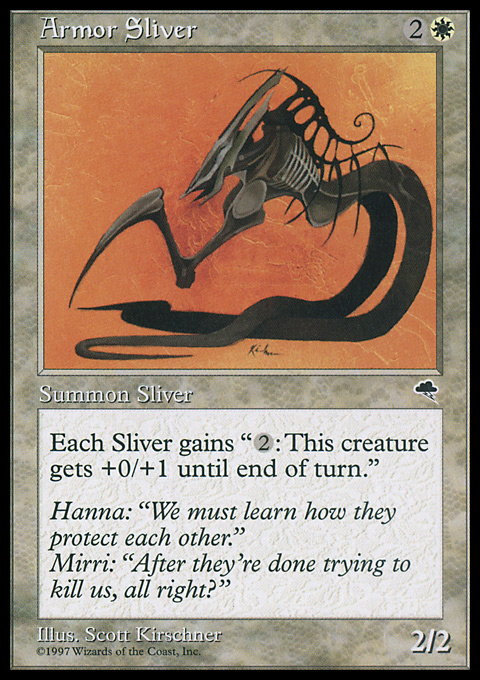 Armor Sliver 2
Summon Sliver
Each Sliver gains “2: This creature
gets +0/+1 until end of turn.”
Hanna: “We must learn how they
protect each other.”
Mirri: “After they’re done trying to
kill us, all right?”
Illus. Scott Kirschner
2/2
©1997 Wizards of the Coast, Inc.